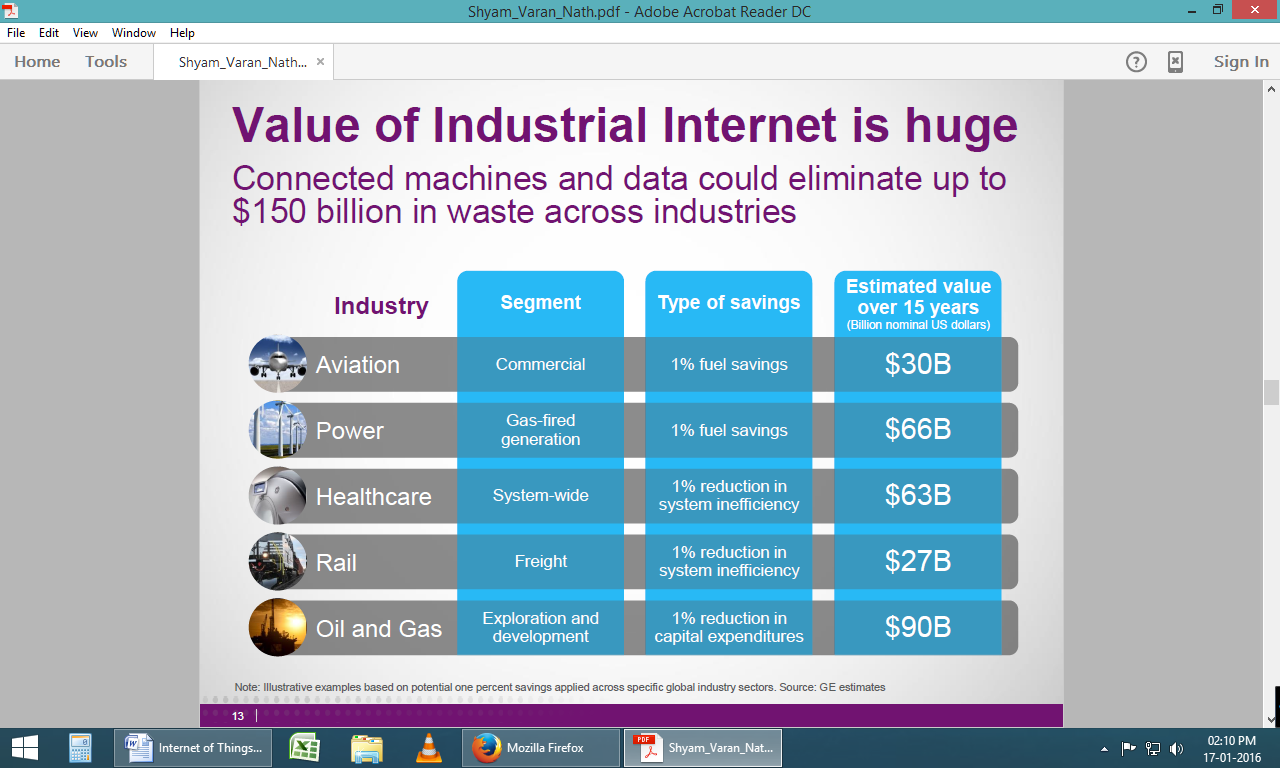 Shyam_Varan_Nath.pdf - Adobe Acrobat Reader DC
File Edit View Window Help
Home Tools Shyam_Varan_Nath... × ? Sign In
Value of Industrial Internet is huge
Connected machines and data could eliminate up to
$150 billion in waste across industries
Industry
Segment
Type of savings
Estimated value
over 15 years
(Billion nominal US dollars)
Aviation
Commercial
1% fuel savings
$30B
Power
Gas-fired
generation
1% fuel savings
$66B
Healthcare
System-wide
1% reduction in
system inefficiency
$63B
Rail
Freight
1% reduction in
system inefficiency
$27B
Oil and Gas
Exploration and
development
1% reduction in
capital expenditures
$90B
Note: Illustrative examples based on potential one percent savings applied across specific global industry sectors. Source: GE estimates
13
Internet of Things... Mozilla Firefox PDF Shyam_Varan_Nat...
02:10 PM
17-01-2016